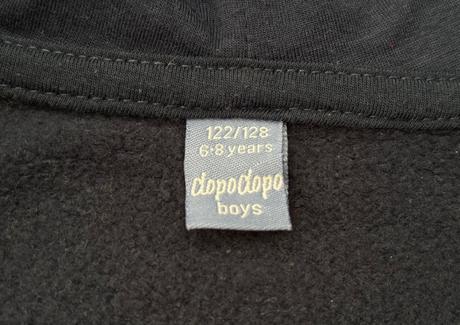 122/128
6-8 years
dopodopo
boys